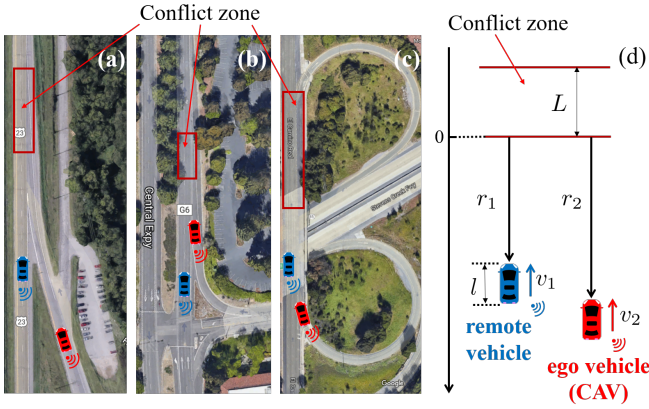 Conflict zone
(a)
(b)
(c)
23
23
G6
Central Expy
Google
Conflict zone
(d)
L
0
r1
r2
l
v1
v2
remote
vehicle
ego vehicle
(CAV)